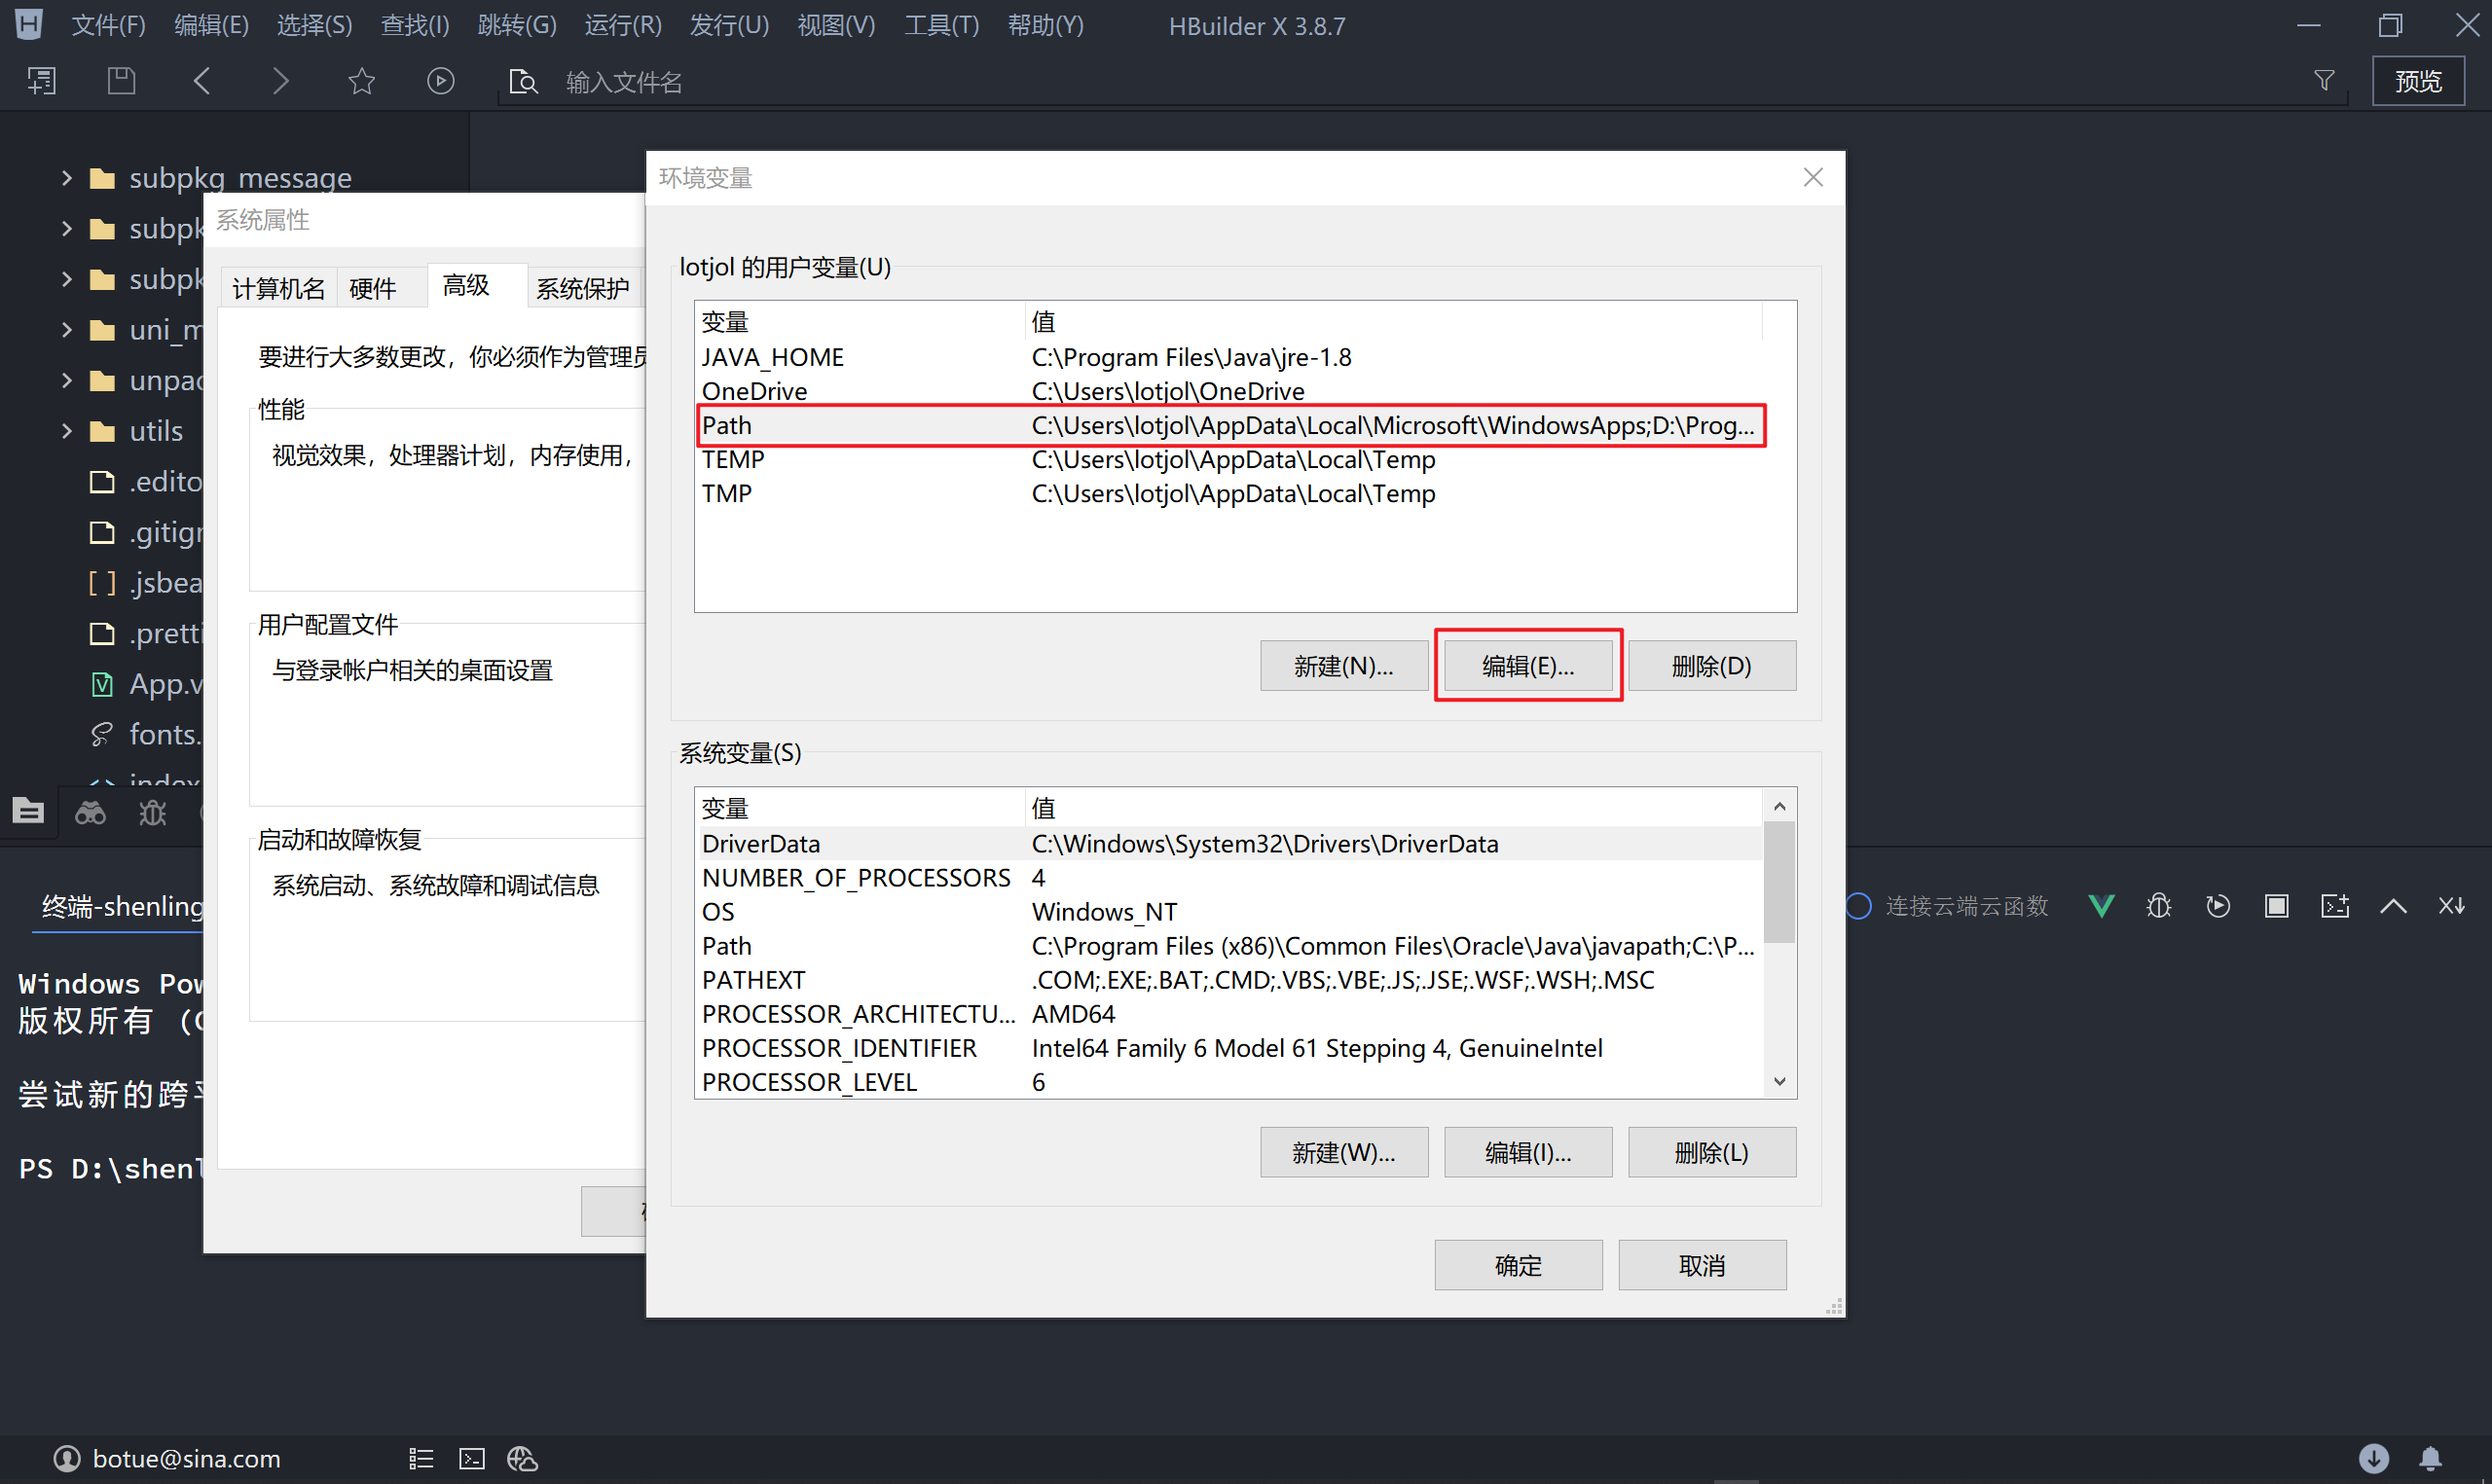 文件(F) 编辑(E) 选择(S) 查找(I) 跳转(G) 运行(R) 发行(U) 视图(V) 工具(T) 帮助(Y) HBuilder X 3.8.7
输入文件名 预览
subpkg_message
subpk
subpk
uni_m
unpac
utils
.edito
.gitigr
.jsbea
.pretti
App.v
fonts.
index
系统属性
计算机名 硬件 高级 系统保护
要进行大多数更改，你必须作为管理员
性能
视觉效果，处理器计划，内存使用，
用户配置文件
与登录帐户相关的桌面设置
启动和故障恢复
系统启动、系统故障和调试信息
环境变量
lotjol 的用户变量(U)
变量 值
JAVA_HOME C:\Program Files\Java\jre-1.8
OneDrive C:\Users\lotjol\OneDrive
Path C:\Users\lotjol\AppData\Local\Microsoft\WindowsApps;D:\Prog...
TEMP C:\Users\lotjol\AppData\Local\Temp
TMP C:\Users\lotjol\AppData\Local\Temp
新建(N)... 编辑(E)... 删除(D)
系统变量(S)
变量 值
DriverData C:\Windows\System32\Drivers\DriverData
NUMBER_OF_PROCESSORS 4
OS Windows_NT
Path C:\Program Files (x86)\Common Files\Oracle\Java\javapath;C:\P...
PATHEXT .COM;.EXE;.BAT;.CMD;.VBS;.VBE;.JS;.JSE;.WSF;.WSH;.MSC
PROCESSOR_ARCHITECTU... AMD64
PROCESSOR_IDENTIFIER Intel64 Family 6 Model 61 Stepping 4, GenuineIntel
PROCESSOR_LEVEL 6
新建(W)... 编辑(I)... 删除(L)
确定 取消
终端-shenling 连接云端云函数
Windows Pow
版权所有 (C
尝试新的跨平
PS D:\shenl
botue@sina.com